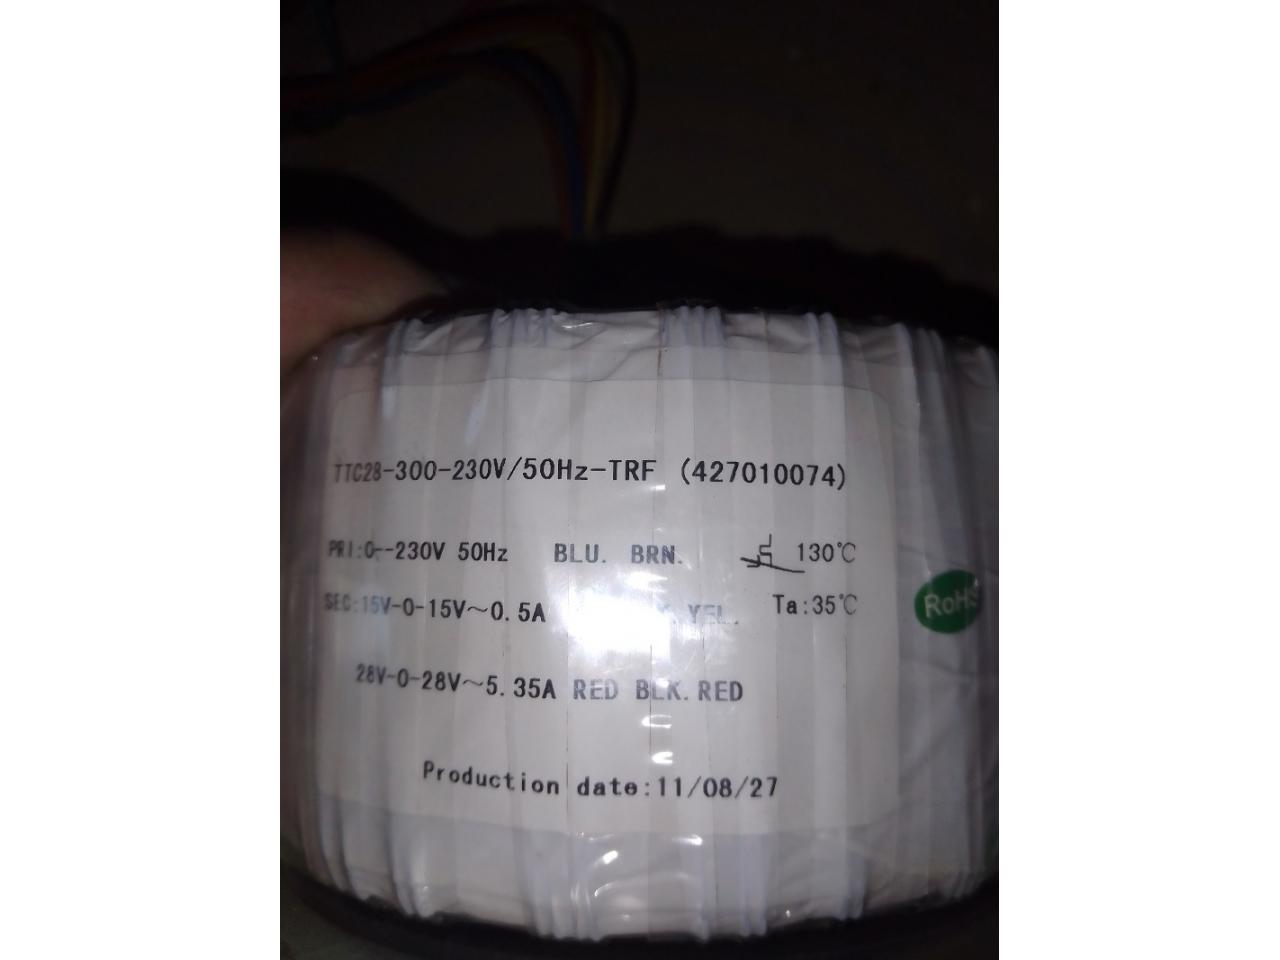 TTC28-300-230V/50Hz-TRF (427010074)
PRI:0--230V 50Hz BLU. BRN. 130℃
SEC:15V-0-15V~0.5A YEL. Ta:35℃
RoHS
28V-0-28V~5.35A RED BLK.RED
Production date:11/08/27